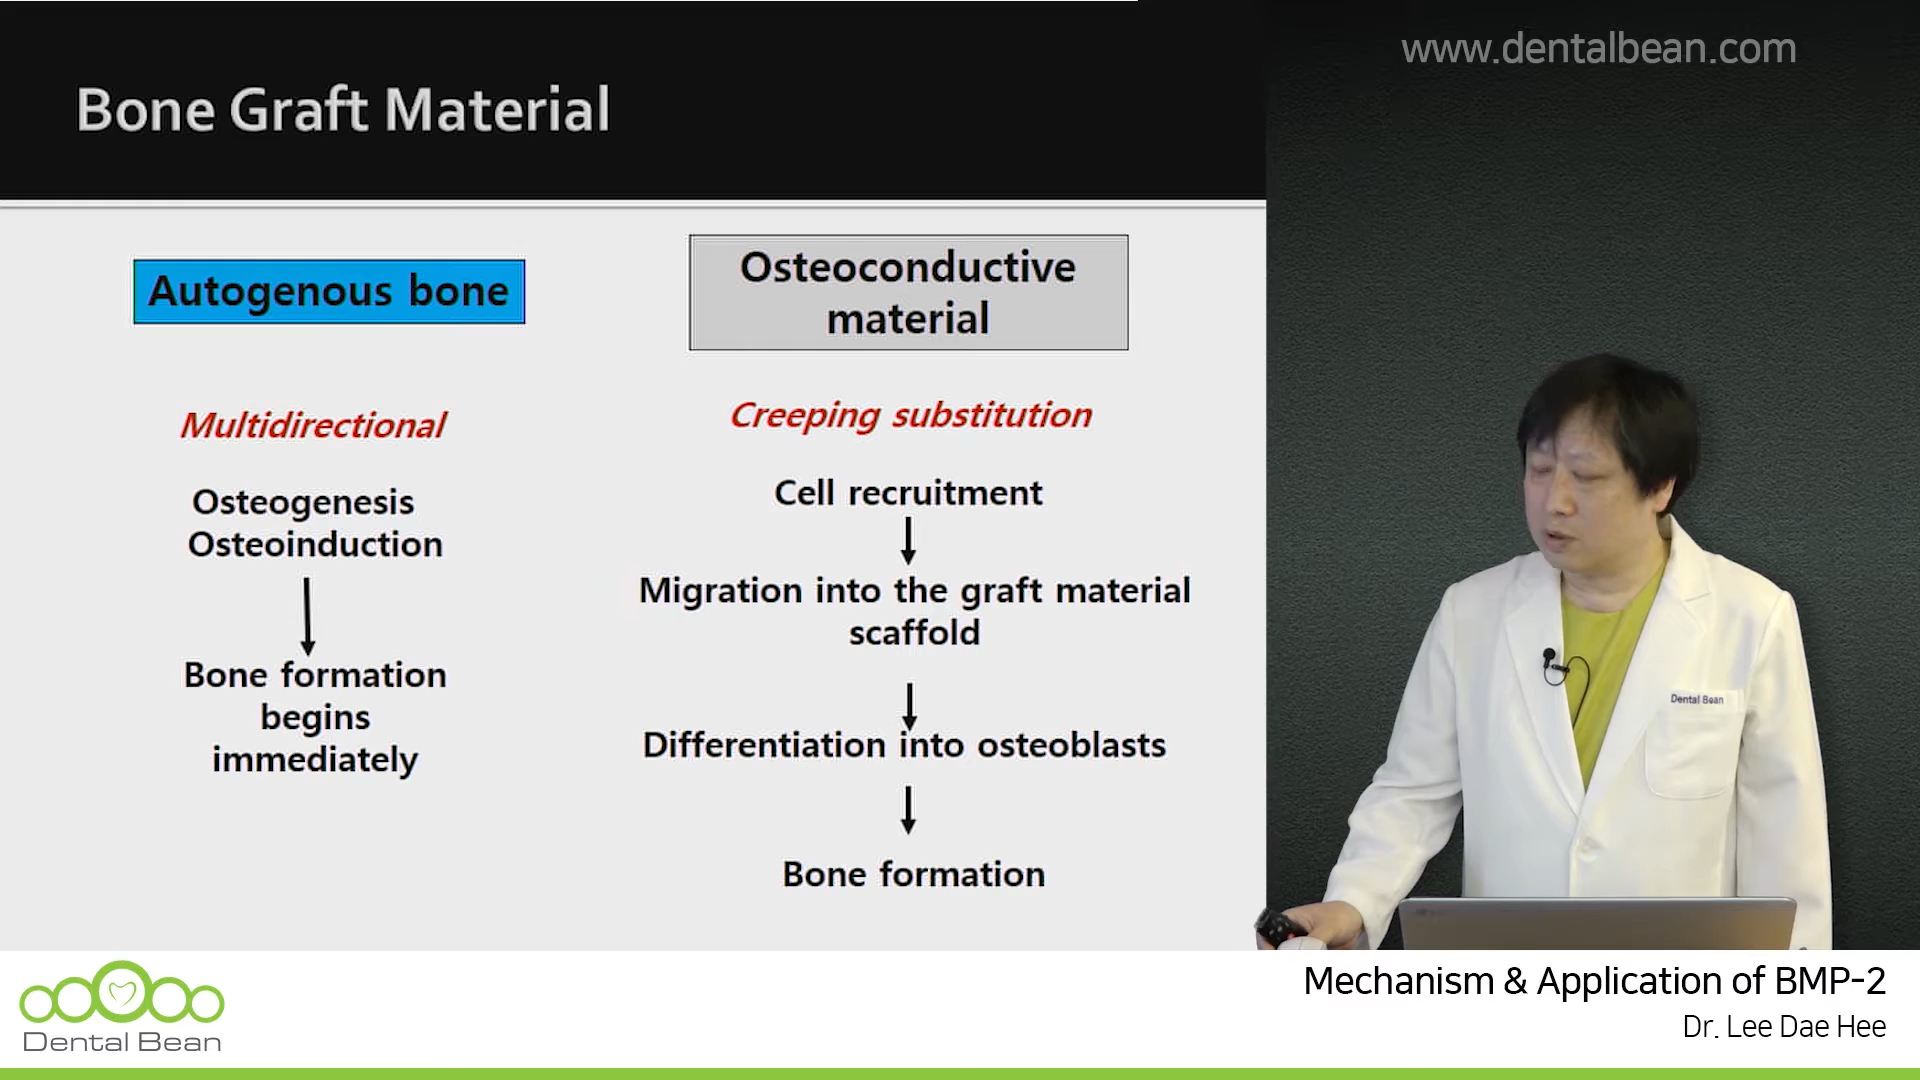 www.dentalbean.com
Bone Graft Material
Autogenous bone
Multidirectional
Osteogenesis
Osteoinduction
Bone formation
begins
immediately
Osteoconductive
material
Creeping substitution
Cell recruitment
Migration into the graft material
scaffold
Differentiation into osteoblasts
Bone formation
Dental Bean
Dental Bean
Mechanism & Application of BMP-2
Dr. Lee Dae Hee